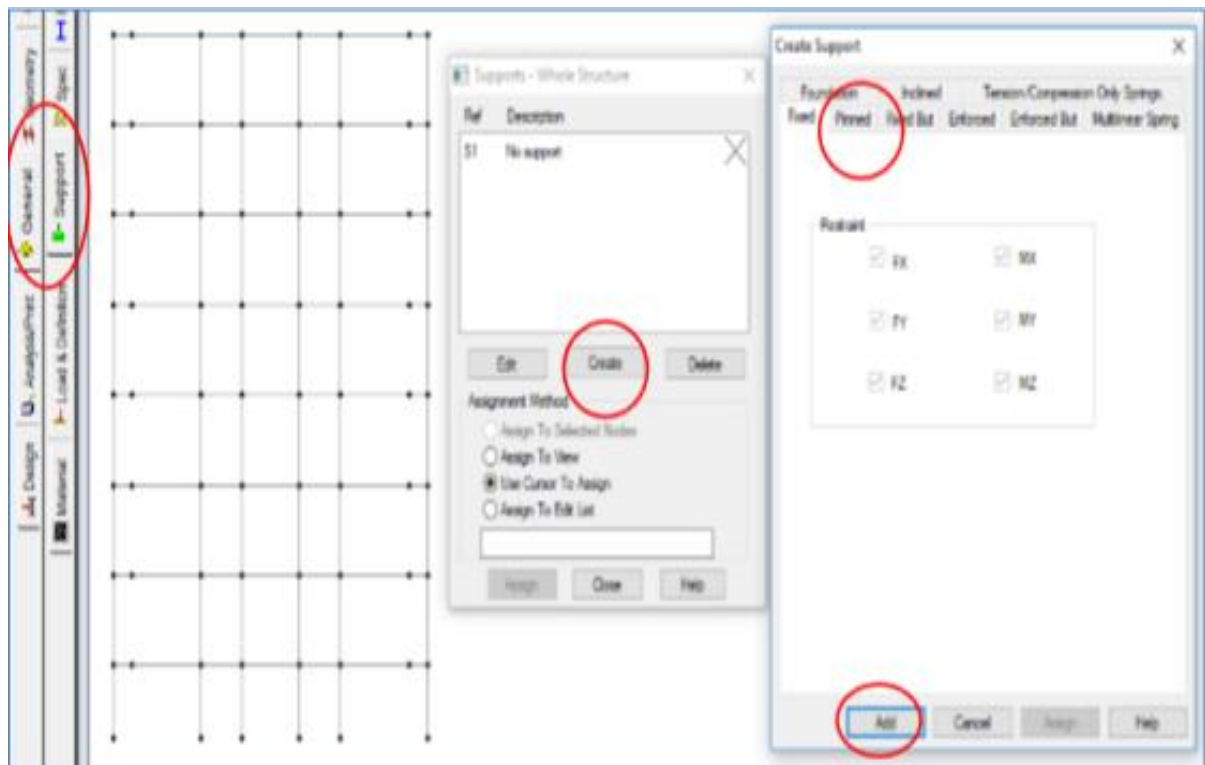 Geometry
General
Analysis/Print
Design
Spec
Support
Load & Definition
Material
Supports - Whole Structure
Ref Description
S1 No support
Edit Create Delete
Assignment Method
Assign To Selected Nodes
Assign To View
Use Cursor To Assign
Assign To Edit List
Assign Close Help
Create Support
Foundation Inclined Tension/Compression Only Springs
Fixed Pinned Fixed But Enforced Enforced But Multilinear Spring
Restraint
FX MX
FY MY
FZ MZ
Add Cancel Assign Help